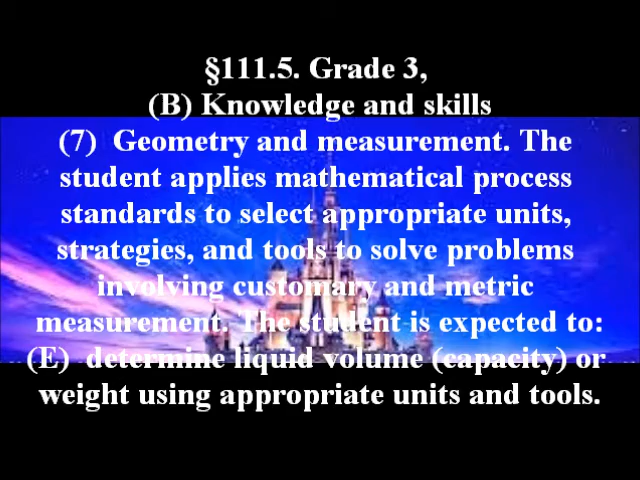 §111.5. Grade 3,
(B) Knowledge and skills
(7)  Geometry and measurement. The
student applies mathematical process
standards to select appropriate units,
strategies, and tools to solve problems
involving customary and metric
measurement. The student is expected to:
(E)  determine liquid volume (capacity) or
weight using appropriate units and tools.